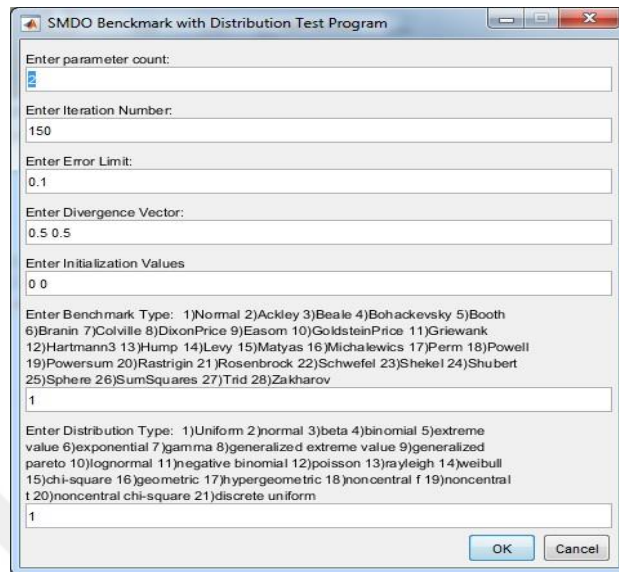 SMDO Benckmark with Distribution Test Program
Enter parameter count:
2
Enter Iteration Number:
150
Enter Error Limit:
0.1
Enter Divergence Vector:
0.5 0.5
Enter Initialization Values
0 0
Enter Benchmark Type: 1)Normal 2)Ackley 3)Beale 4)Bohackevsky 5)Booth
6)Branin 7)Colville 8)DixonPrice 9)Easom 10)GoldsteinPrice 11)Griewank
12)Hartmann3 13)Hump 14)Levy 15)Matyas 16)Michalewics 17)Perm 18)Powell
19)Powersum 20)Rastrigin 21)Rosenbrock 22)Schwefel 23)Shekel 24)Shubert
25)Sphere 26)SumSquares 27)Trid 28)Zakharov
1
Enter Distribution Type: 1)Uniform 2)normal 3)beta 4)binomial 5)extreme
value 6)exponential 7)gamma 8)generalized extreme value 9)generalized
pareto 10)lognormal 11)negative binomial 12)poisson 13)rayleigh 14)weibull
15)chi-square 16)geometric 17)hypergeometric 18)noncentral f 19)noncentral
t 20)noncentral chi-square 21)discrete uniform
1
OK Cancel